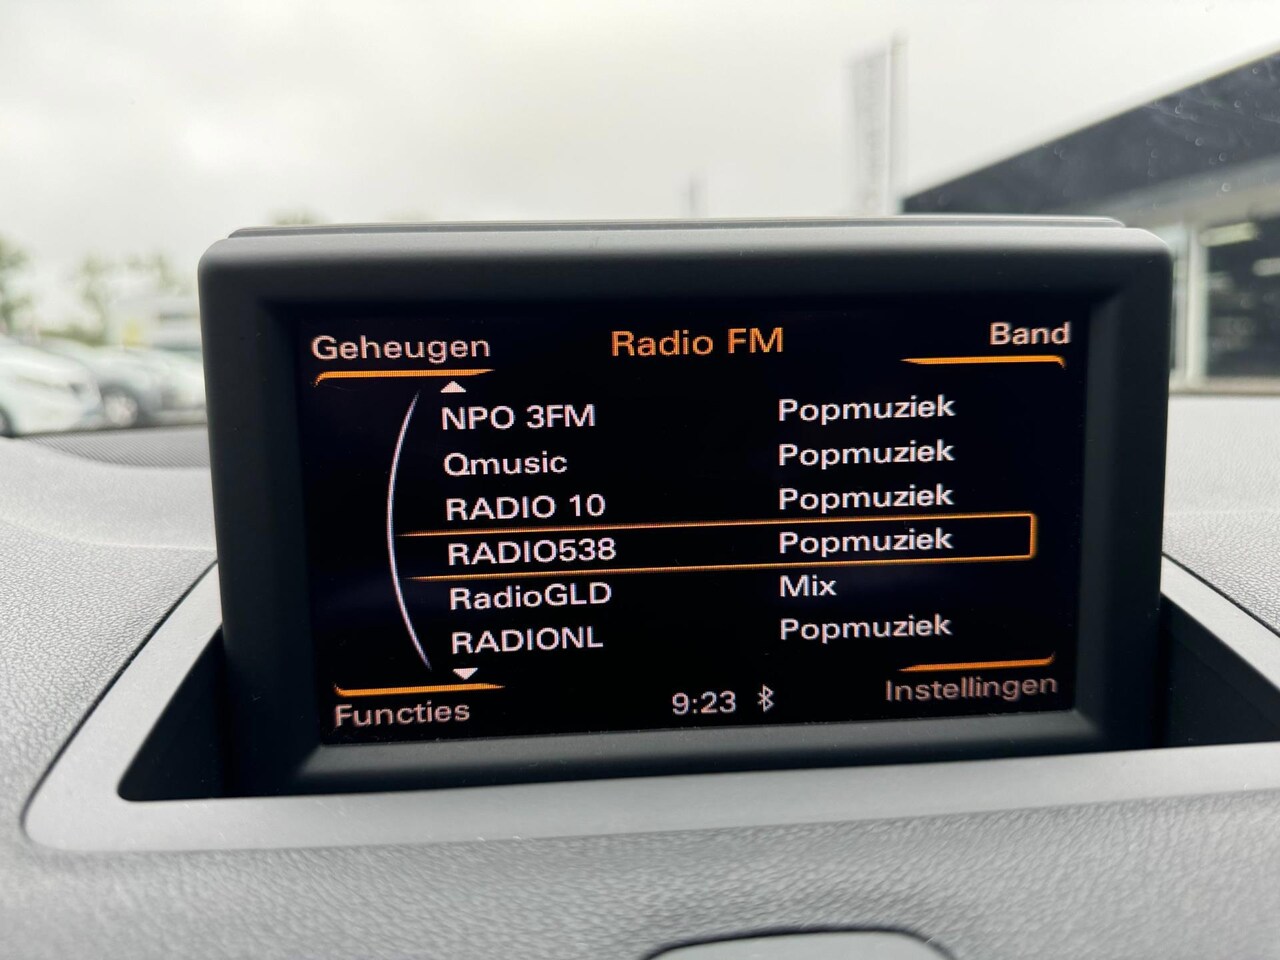 Geheugen Radio FM Band
NPO 3FM Popmuziek
Qmusic Popmuziek
RADIO 10 Popmuziek
RADIO538 Popmuziek
RadioGLD Mix
RADIONL Popmuziek
Functies 9:23 Instellingen